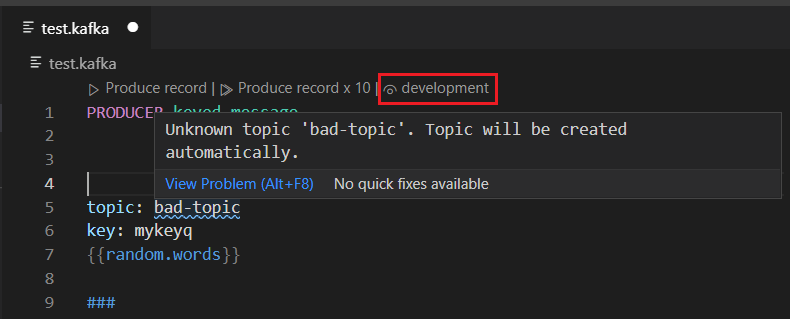 test.kafka
test.kafka
Produce record | Produce record x 10 | development
1 PRODUCER keyed-message
2
Unknown topic 'bad-topic'. Topic will be created
3
automatically.
4
View Problem (Alt+F8) No quick fixes available
5 topic: bad-topic
6 key: mykeyq
7 {{random.words}}
8
9 ###